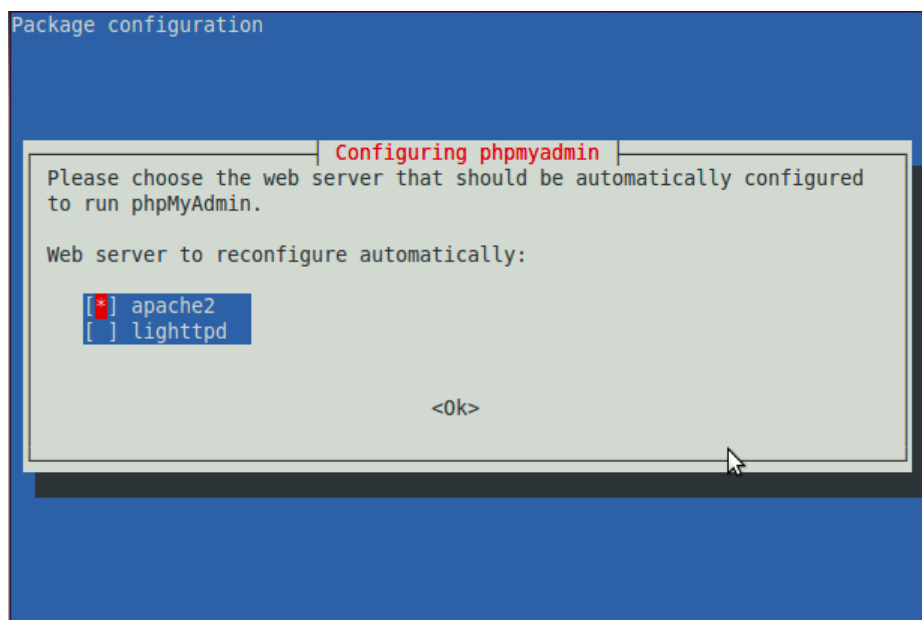 Package configuration
Configuring phpmyadmin
Please choose the web server that should be automatically configured
to run phpMyAdmin.
Web server to reconfigure automatically:
[*] apache2
[ ] lighttpd
<Ok>